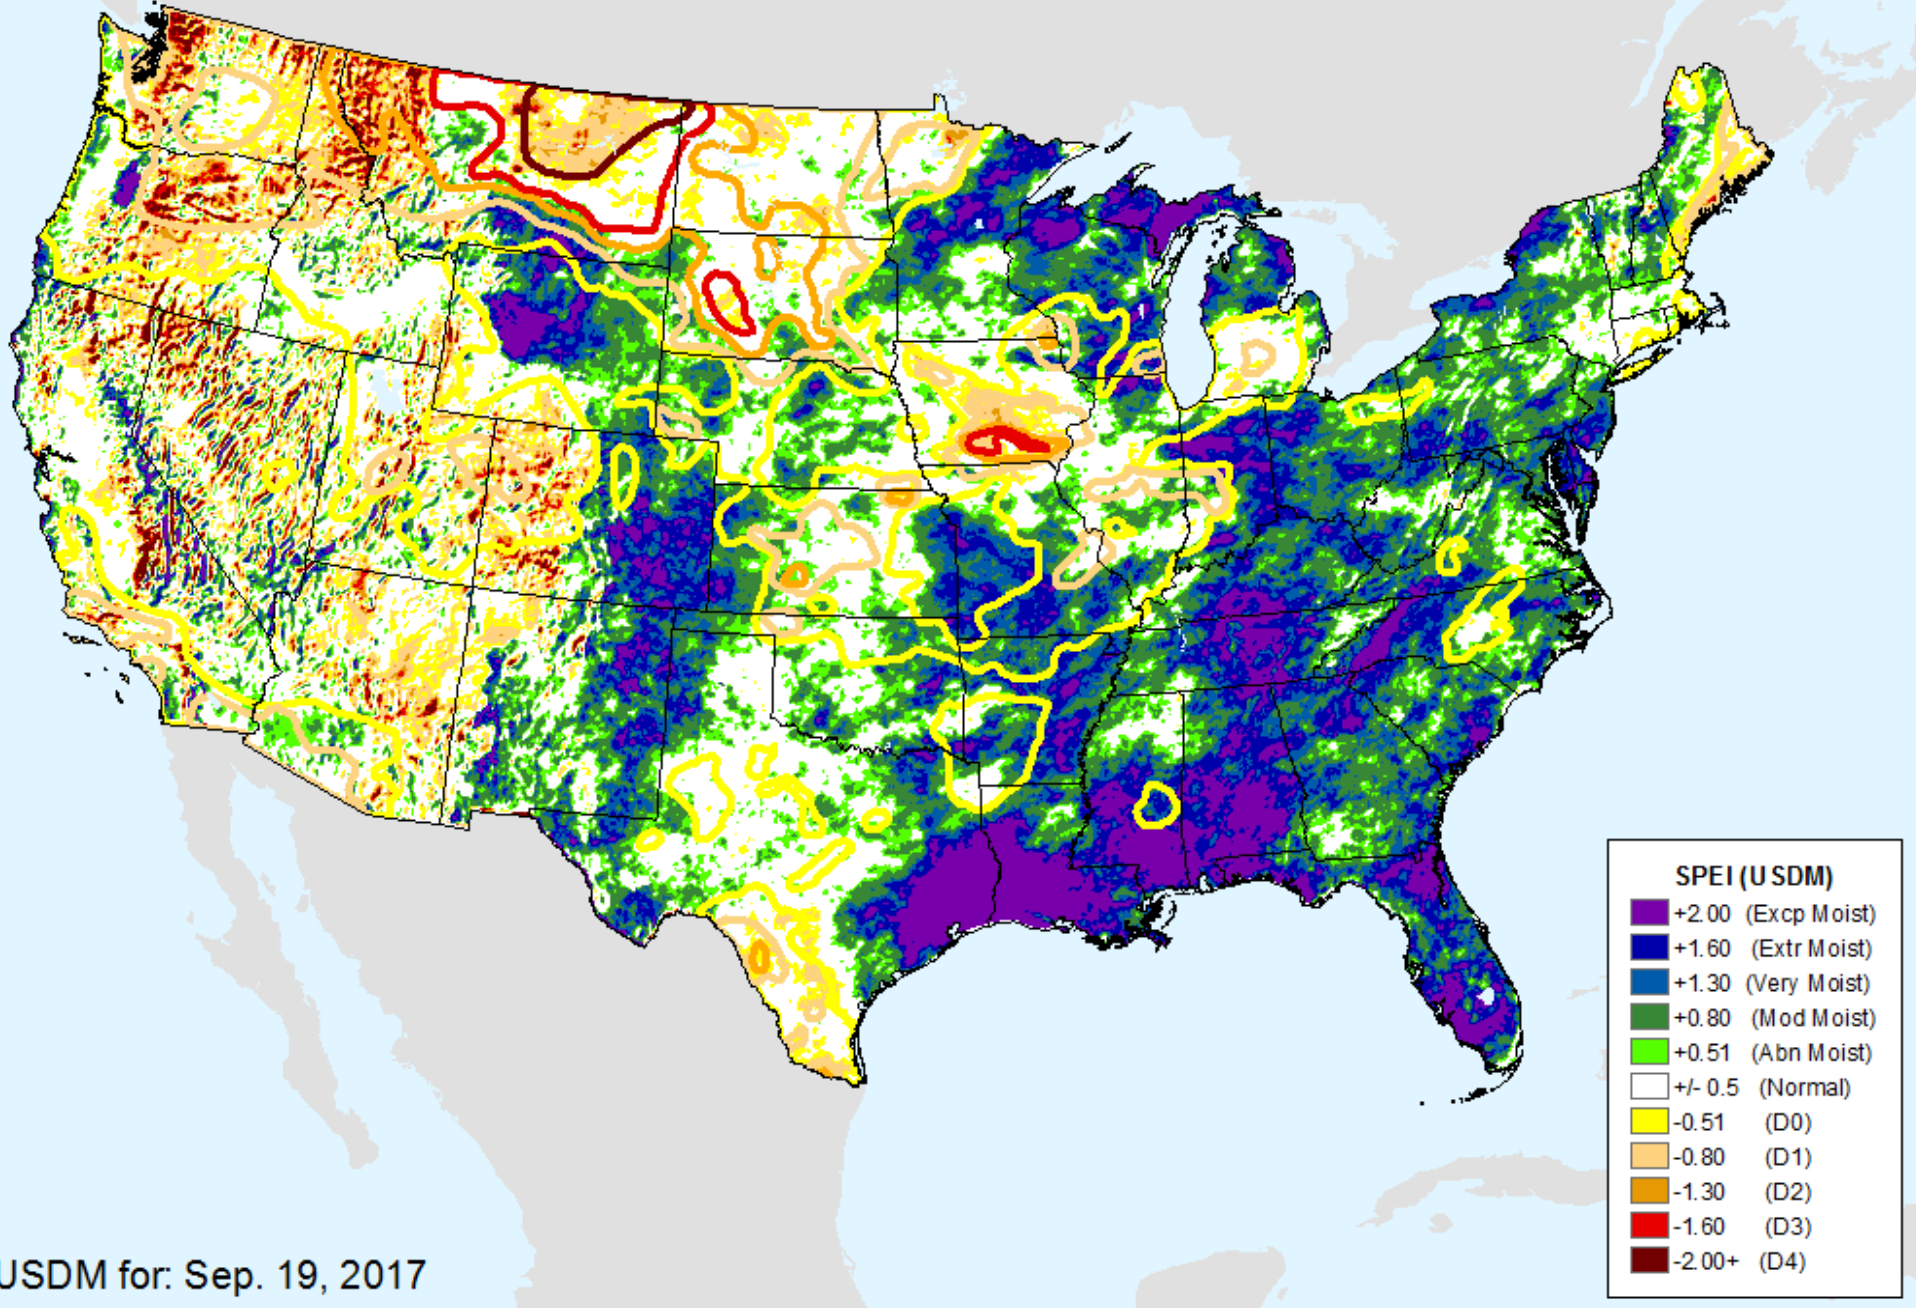 SPEI (USDM)
+2.00 (Excp Moist)
+1.60 (Extr Moist)
+1.30 (Very Moist)
+0.80 (Mod Moist)
+0.51 (Abn Moist)
+/- 0.5 (Normal)
-0.51 (D0)
-0.80 (D1)
-1.30 (D2)
-1.60 (D3)
-2.00+ (D4)
USDM for: Sep. 19, 2017